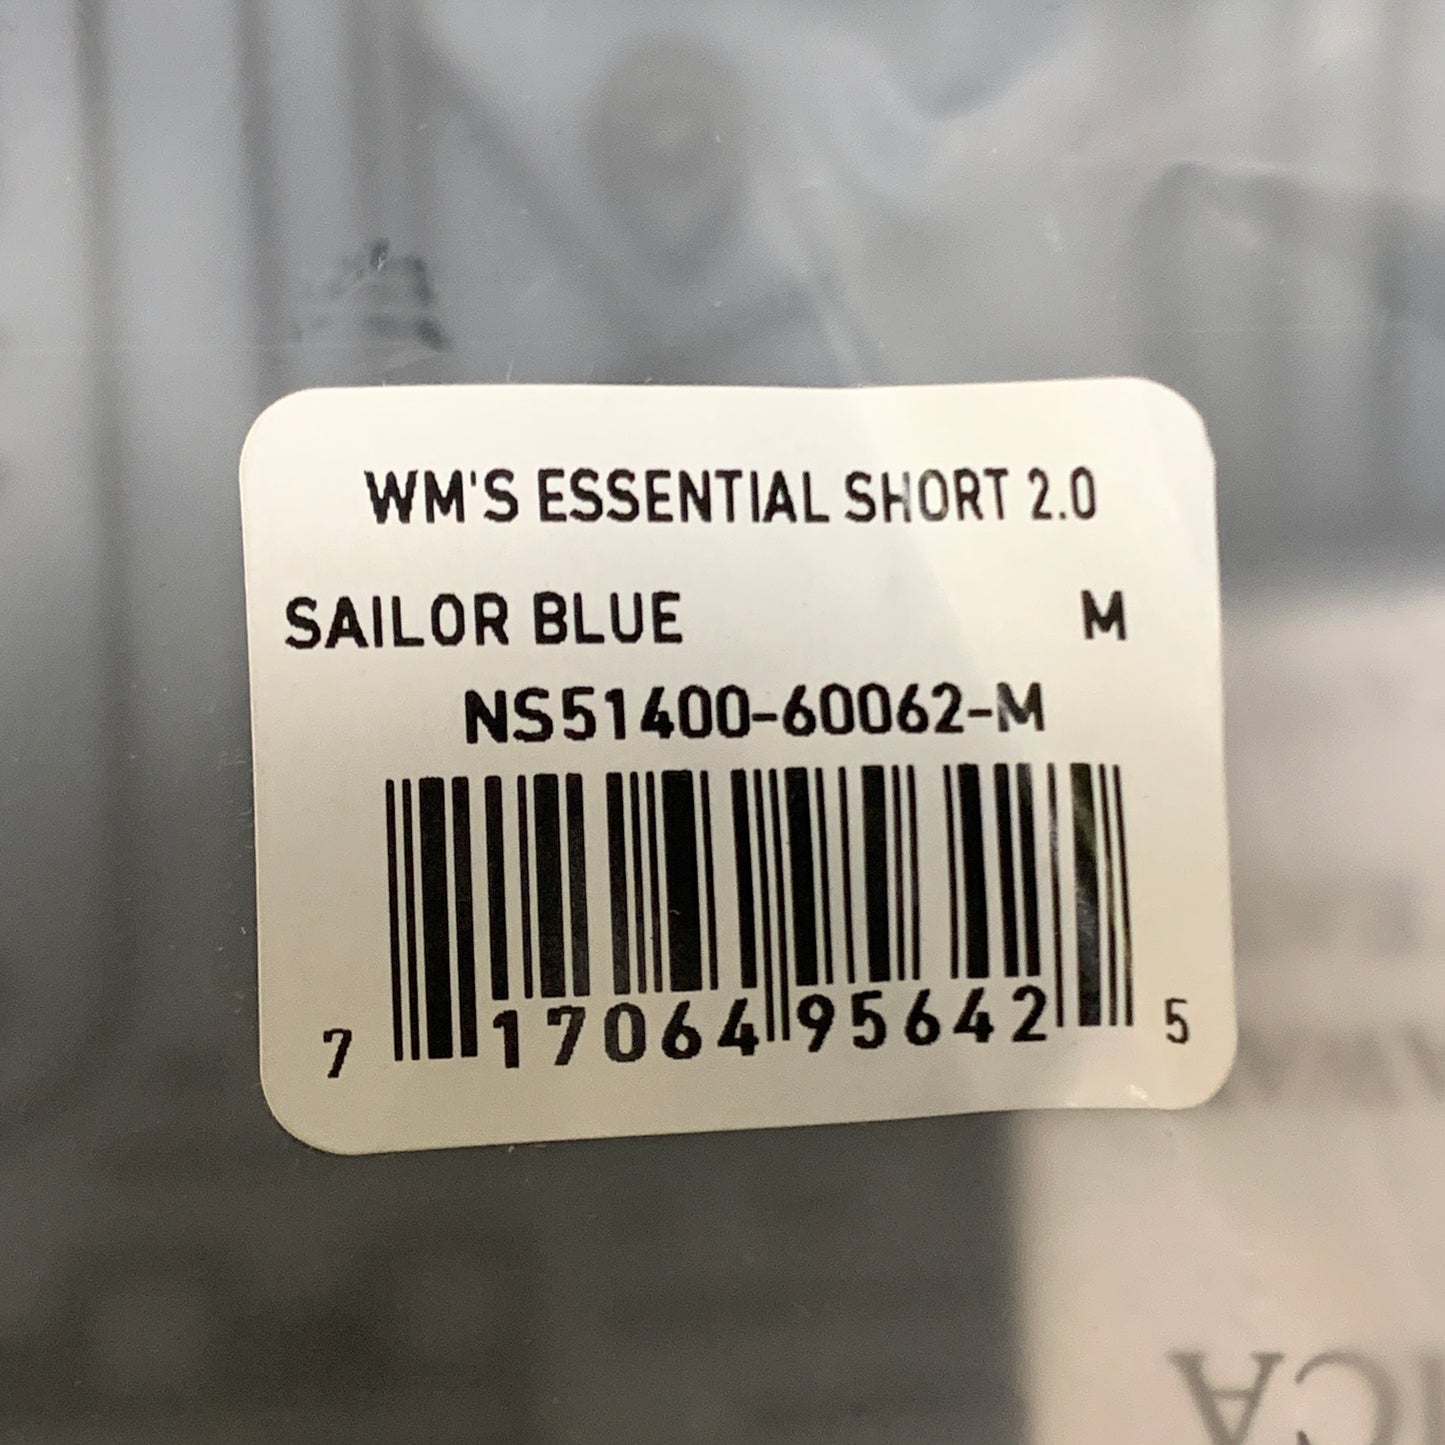 WM'S ESSENTIAL SHORT 2.0
SAILOR BLUE M
NS51400-60062-M
7 17064 95642 5